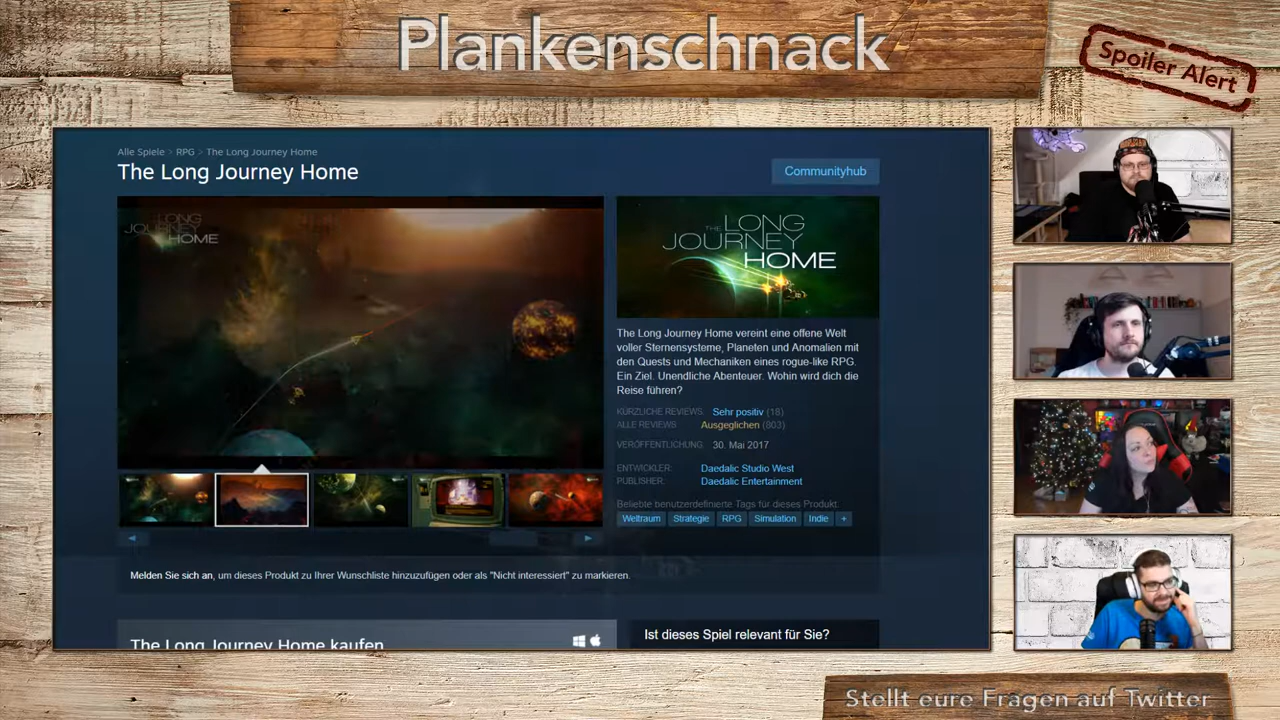 Plankenschnack
Spoiler Alert
Alle Spiele > RPG > The Long Journey Home
The Long Journey Home
Communityhub
LONG
JOURNEY
HOME
THE LONG
JOURNEY
HOME
The Long Journey Home vereint eine offene Welt
voller Sternensysteme, Planeten und Anomalien mit
den Quests und Mechaniken eines rogue-like RPG.
Ein Ziel. Unendliche Abenteuer. Wohin wird dich die
Reise führen?
KÜRZLICHE REVIEWS: Sehr positiv (18)
ALLE REVIEWS: Ausgeglichen (803)
VERÖFFENTLICHUNG: 30. Mai 2017
ENTWICKLER: Daedalic Studio West
PUBLISHER: Daedalic Entertainment
Beliebte benutzerdefinierte Tags für dieses Produkt:
Weltraum Strategie RPG Simulation Indie +
Melden Sie sich an, um dieses Produkt zu Ihrer Wunschliste hinzuzufügen oder als "Nicht interessiert" zu markieren.
The Long Journey Home kaufen
Ist dieses Spiel relevant für Sie?
Stellt eure Fragen auf Twitter